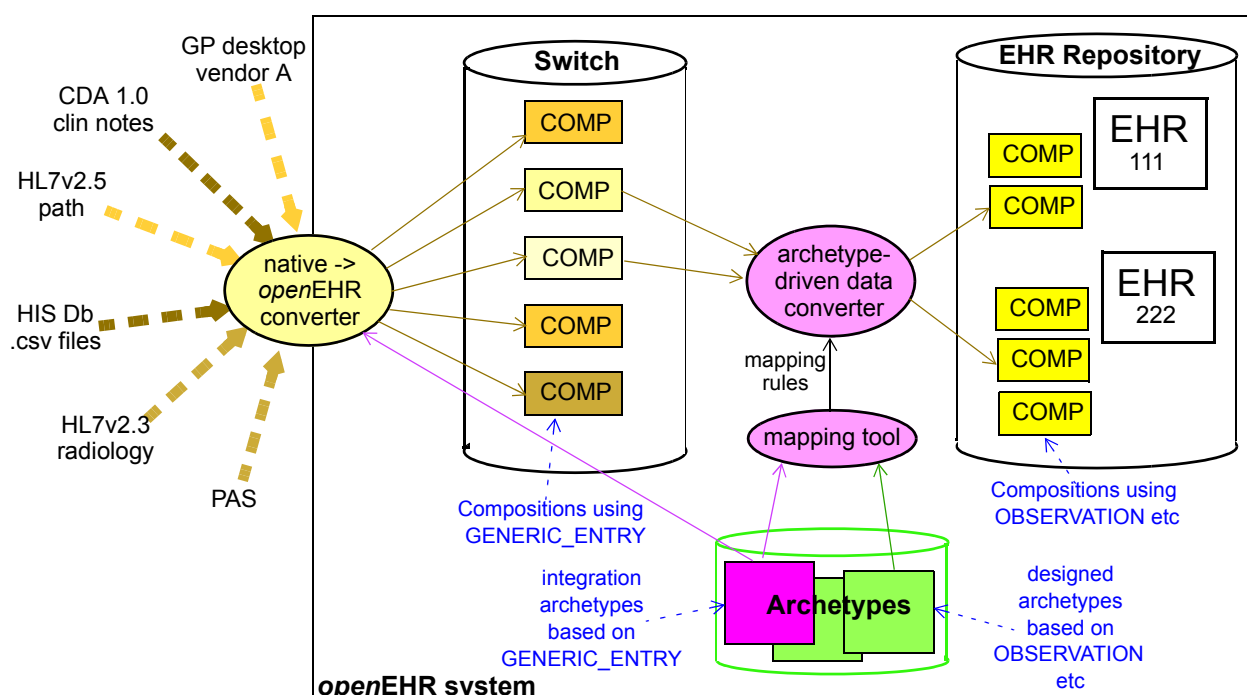 GP desktop
vendor A
CDA 1.0
clin notes
HL7v2.5
path
HIS Db
.csv files
HL7v2.3
radiology
PAS
native ->
openEHR
converter
Switch
COMP
COMP
COMP
COMP
COMP
Compositions using
GENERIC_ENTRY
archetype-
driven data
converter
mapping
rules
mapping tool
EHR Repository
COMP
COMP
EHR
111
COMP
COMP
COMP
EHR
222
Compositions using
OBSERVATION etc
integration
archetypes
based on
GENERIC_ENTRY
Archetypes
designed
archetypes
based on
OBSERVATION
etc
openEHR system